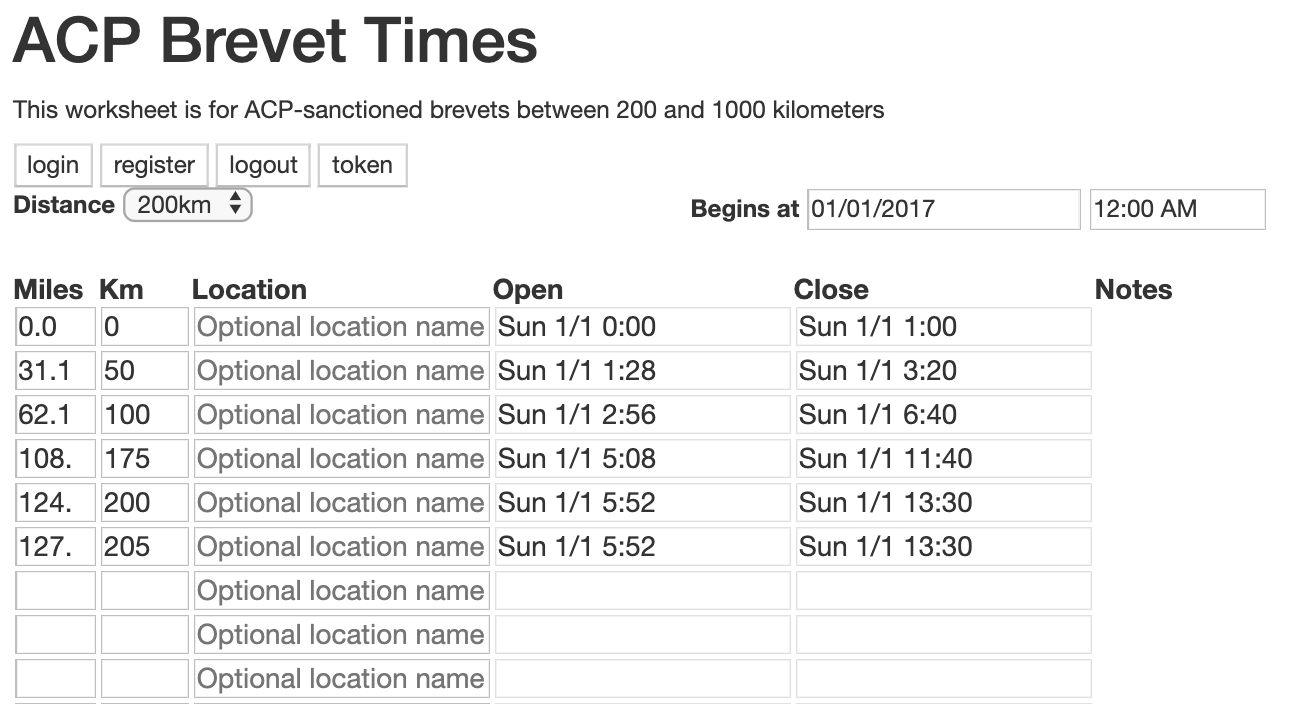 ACP Brevet Times
This worksheet is for ACP-sanctioned brevets between 200 and 1000 kilometers
login register logout token
Distance 200km Begins at 01/01/2017 12:00 AM
Miles Km Location Open Close Notes
0.0 0 Optional location name Sun 1/1 0:00 Sun 1/1 1:00
31.1 50 Optional location name Sun 1/1 1:28 Sun 1/1 3:20
62.1 100 Optional location name Sun 1/1 2:56 Sun 1/1 6:40
108. 175 Optional location name Sun 1/1 5:08 Sun 1/1 11:40
124. 200 Optional location name Sun 1/1 5:52 Sun 1/1 13:30
127. 205 Optional location name Sun 1/1 5:52 Sun 1/1 13:30
Optional location name
Optional location name
Optional location name